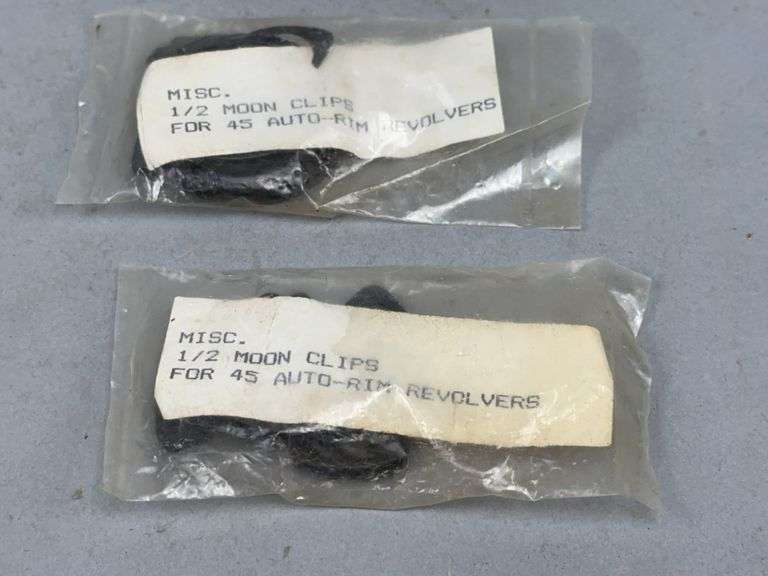 MISC.
1/2 MOON CLIPS
FOR 45 AUTO-RIM REVOLVERS
MISC.
1/2 MOON CLIPS
FOR 45 AUTO-RIM REVOLVERS